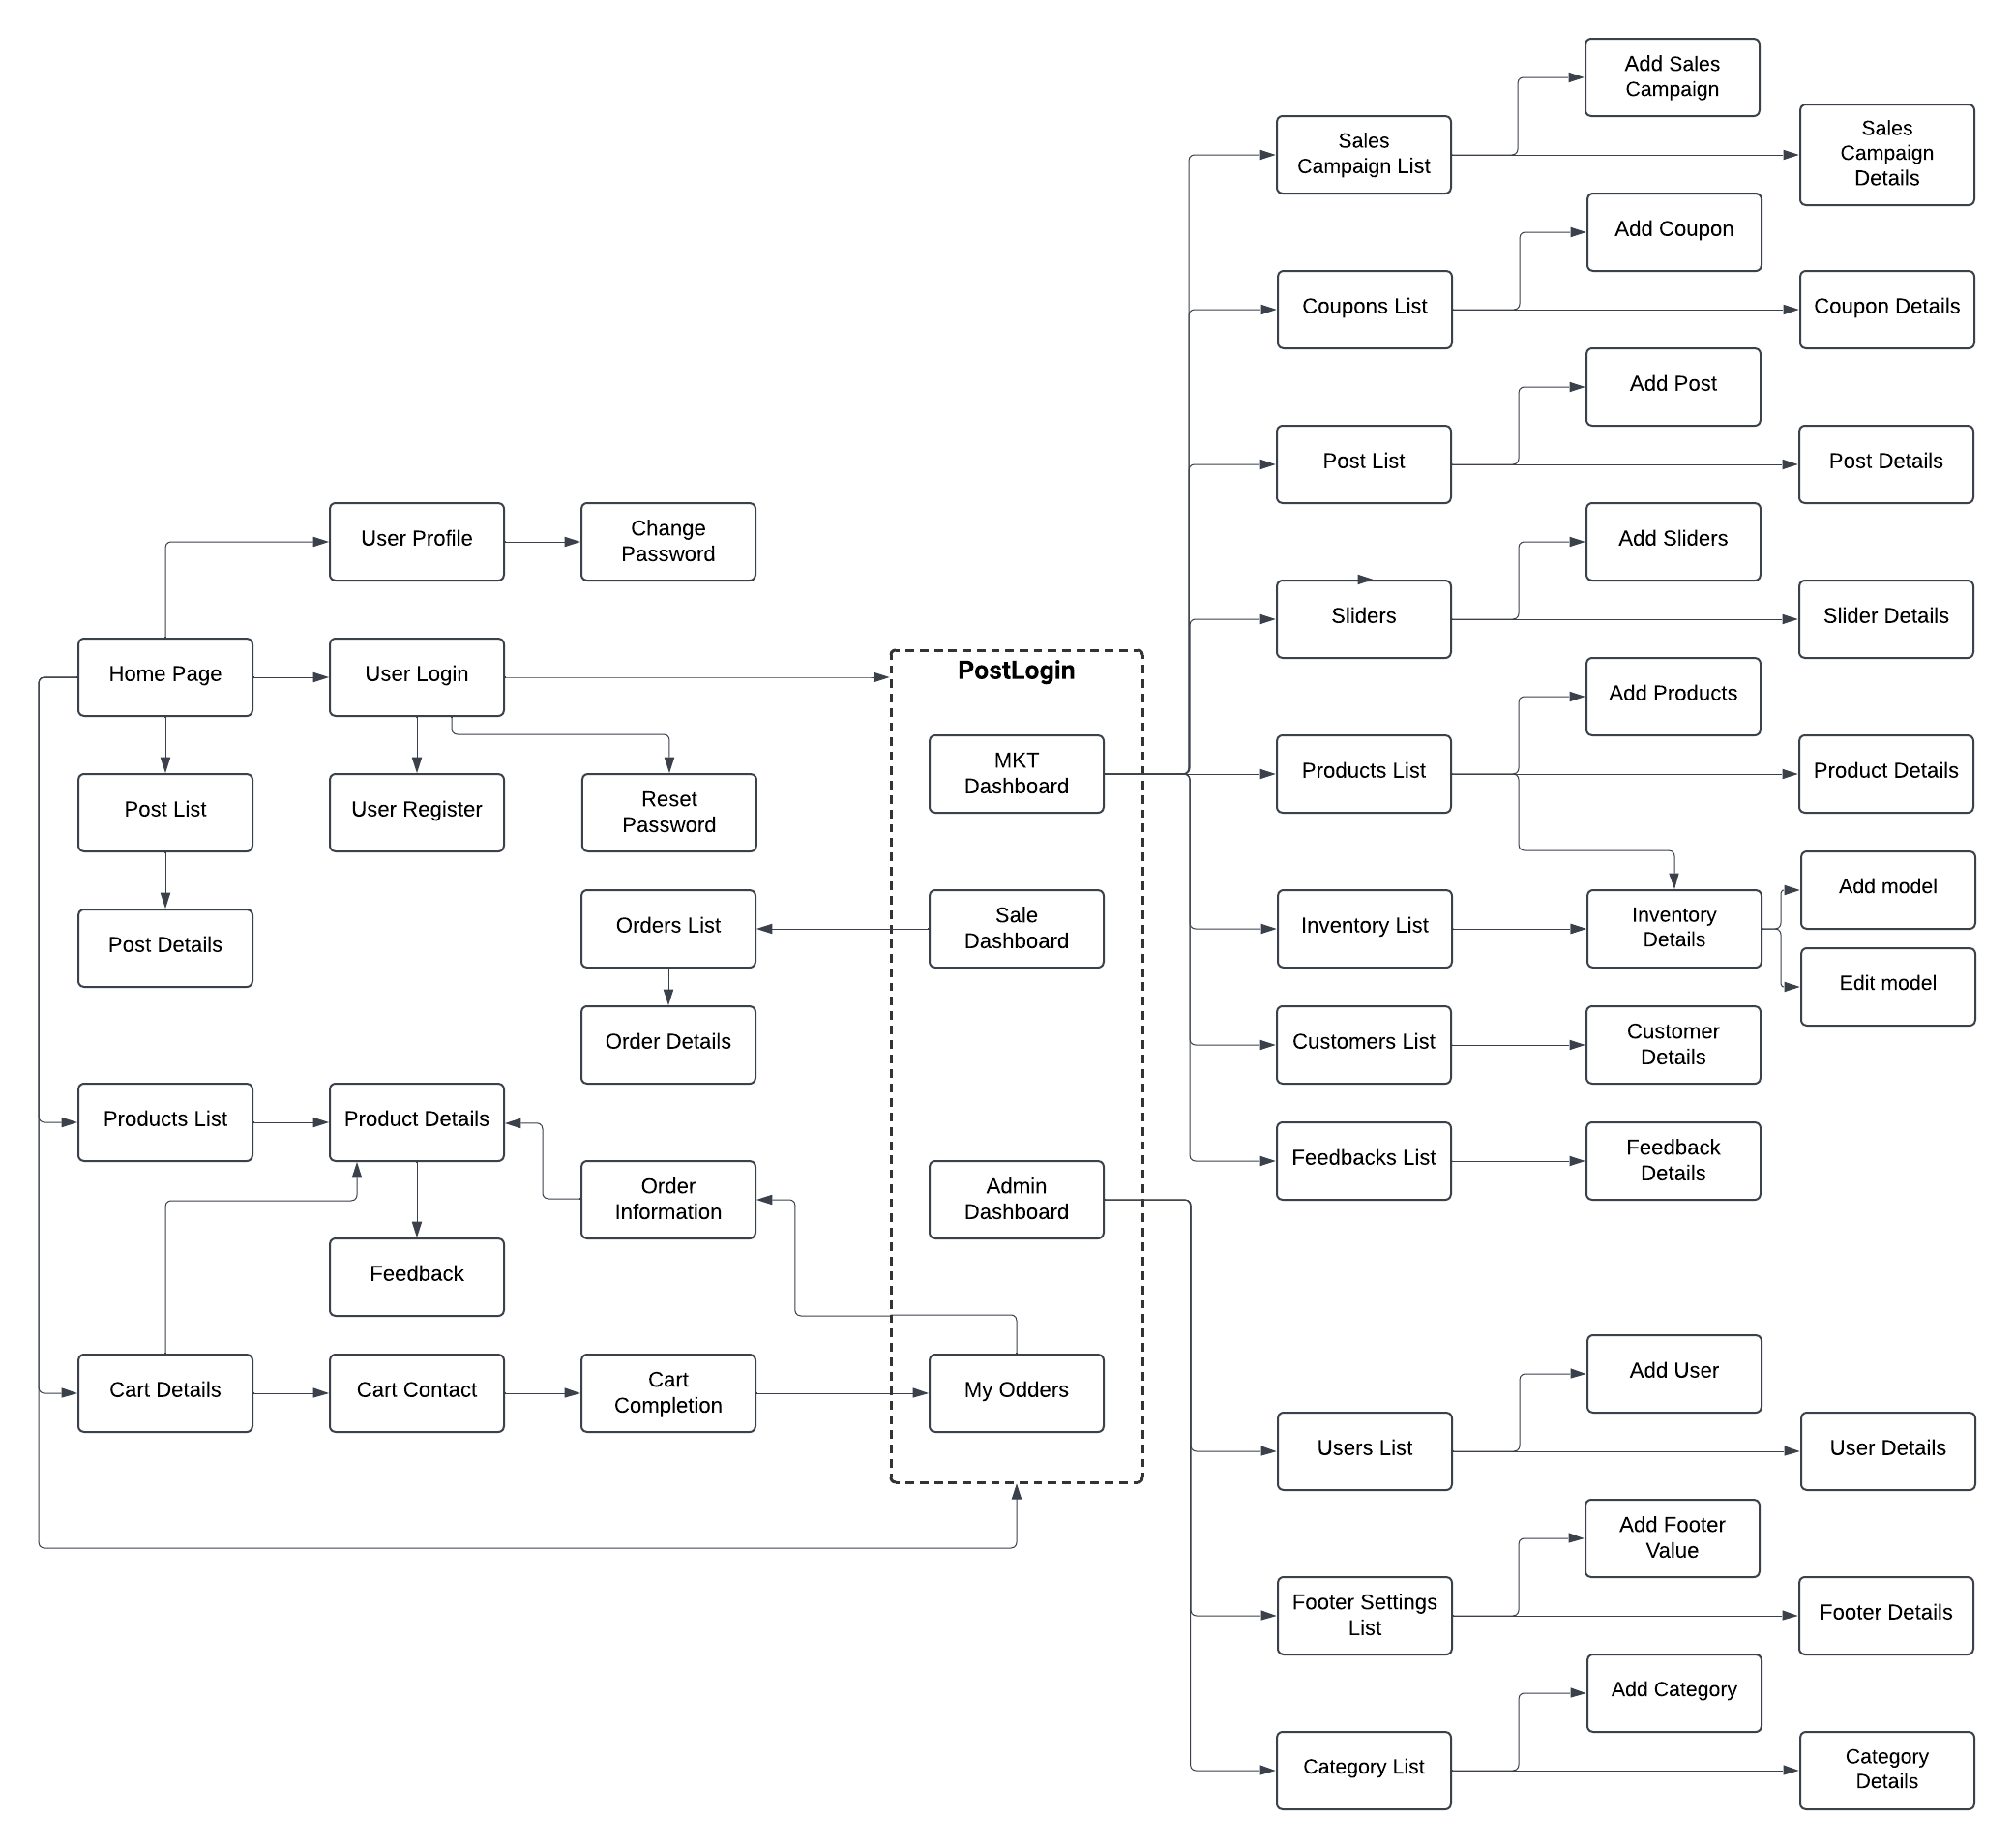 Add Sales
Campaign
Sales
Campaign List
Sales
Campaign
Details
Add Coupon
Coupons List
Coupon Details
Add Post
Post List
Post Details
User Profile
Change
Password
Add Sliders
Sliders
Slider Details
Home Page
User Login
PostLogin
Add Products
MKT
Dashboard
Products List
Product Details
Post List
User Register
Reset
Password
Add model
Orders List
Sale
Dashboard
Inventory List
Inventory
Details
Post Details
Edit model
Order Details
Customers List
Customer
Details
Products List
Product Details
Feedbacks List
Feedback
Details
Order
Information
Admin
Dashboard
Feedback
Cart Details
Cart Contact
Cart
Completion
My Odders
Add User
Users List
User Details
Add Footer
Value
Footer Settings
List
Footer Details
Add Category
Category List
Category
Details